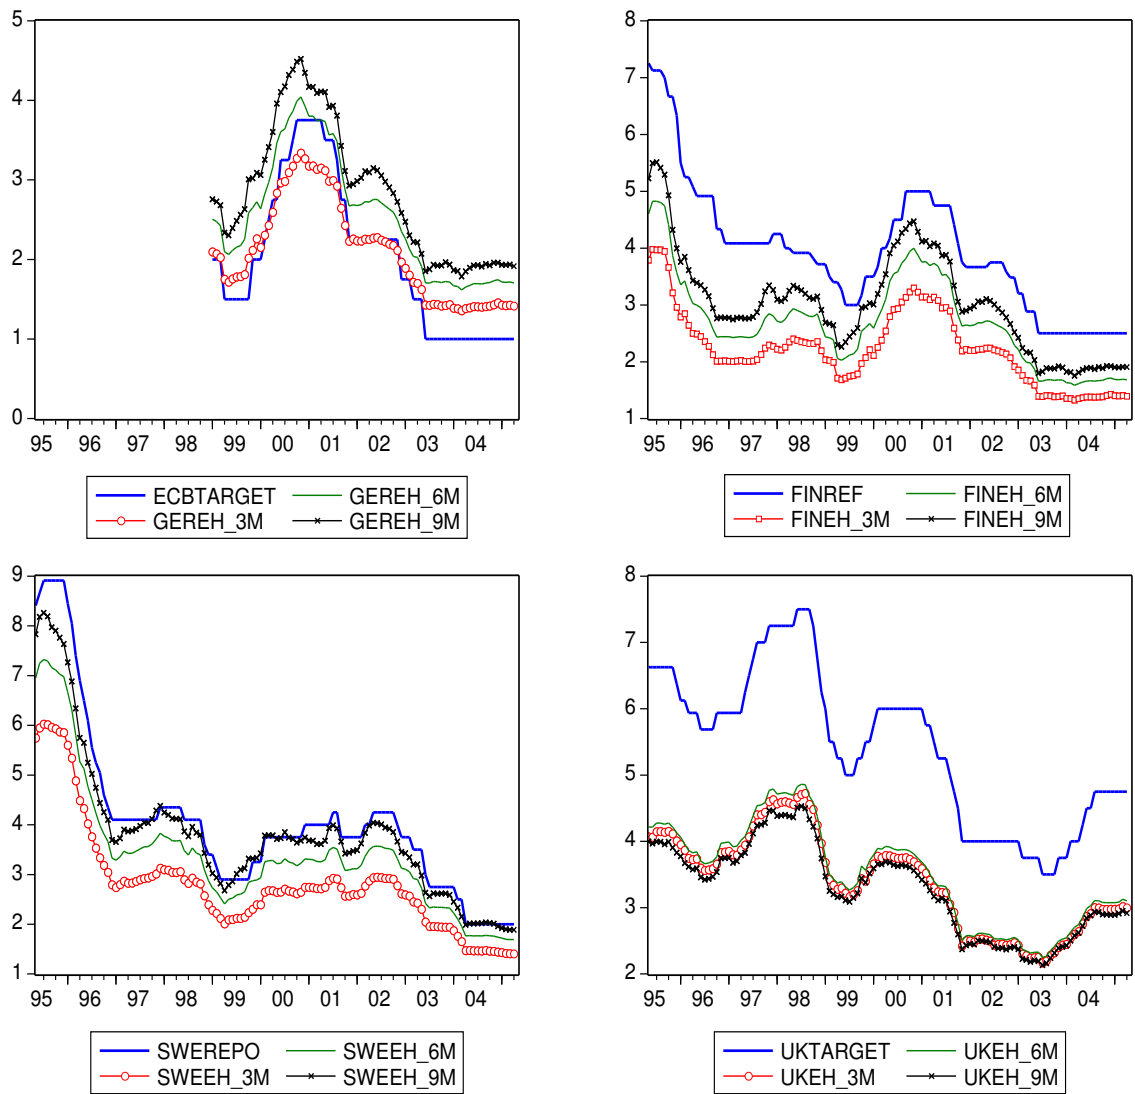 5
4
3
2
1
0
95 96 97 98 99 00 01 02 03 04
ECBTARGET GEREH_6M
GEREH_3M GEREH_9M
8
7
6
5
4
3
2
1
95 96 97 98 99 00 01 02 03 04
FINREF FINEH_6M
FINEH_3M FINEH_9M
9
8
7
6
5
4
3
2
1
95 96 97 98 99 00 01 02 03 04
SWEREPO SWEEH_6M
SWEEH_3M SWEEH_9M
8
7
6
5
4
3
2
95 96 97 98 99 00 01 02 03 04
UKTARGET UKEH_6M
UKEH_3M UKEH_9M